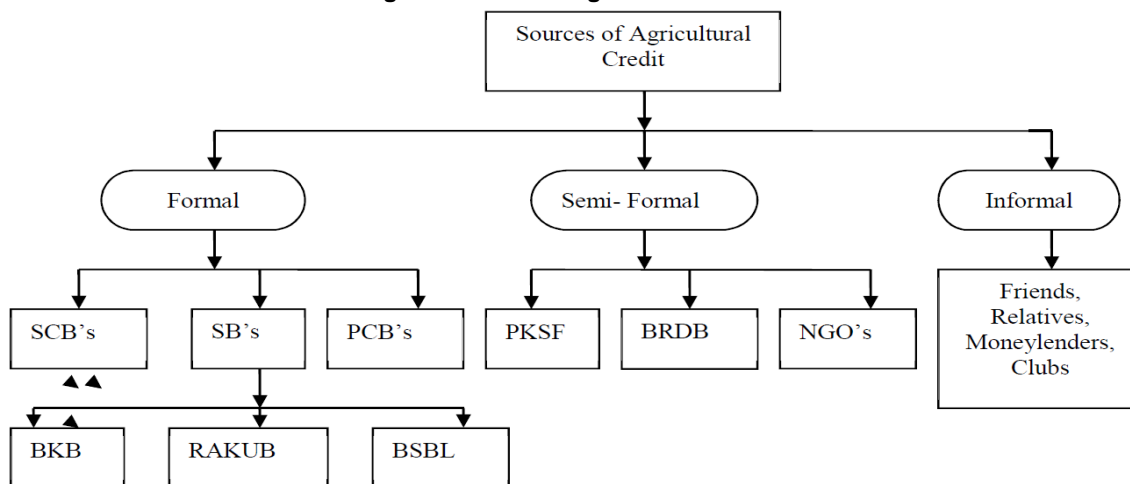 Sources of Agricultural
Credit
Formal
Semi- Formal
Informal
SCB's
SB's
PCB's
PKSF
BRDB
NGO's
Friends,
Relatives,
Moneylenders,
Clubs
BKB
RAKUB
BSBL